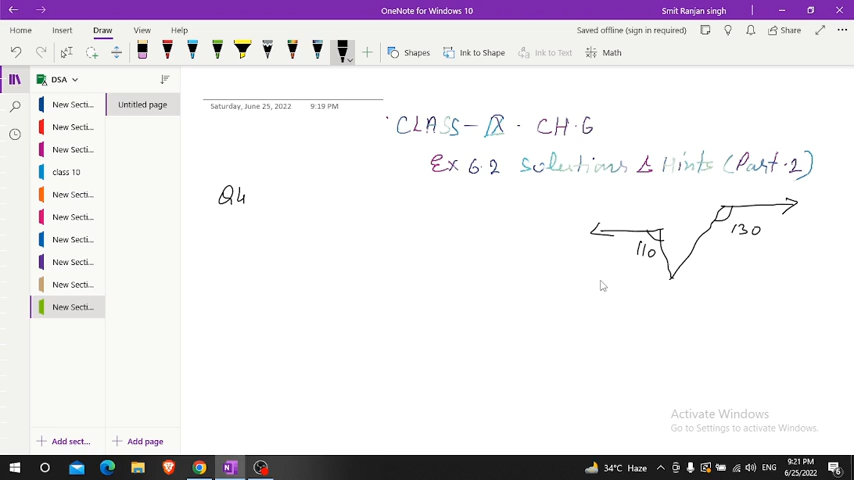 OneNote for Windows 10
Smit Ranjan singh
Home Insert Draw View Help
Saved offline (sign in required)
Share
Shapes
Ink to Shape
Ink to Text
Math
DSA
New Secti...
New Secti...
New Secti...
class 10
New Secti...
New Secti...
New Secti...
New Secti...
New Secti...
New Secti...
Add sect...
Untitled page
Add page
Saturday, June 25, 2022 9:19 PM
CLASS - IX - CH-6
Ex 6.2 Solutions & Hints (Part-2)
Q4
110
130
Activate Windows
Go to Settings to activate Windows.
34°C Haze
ENG
9:21 PM
6/25/2022
6